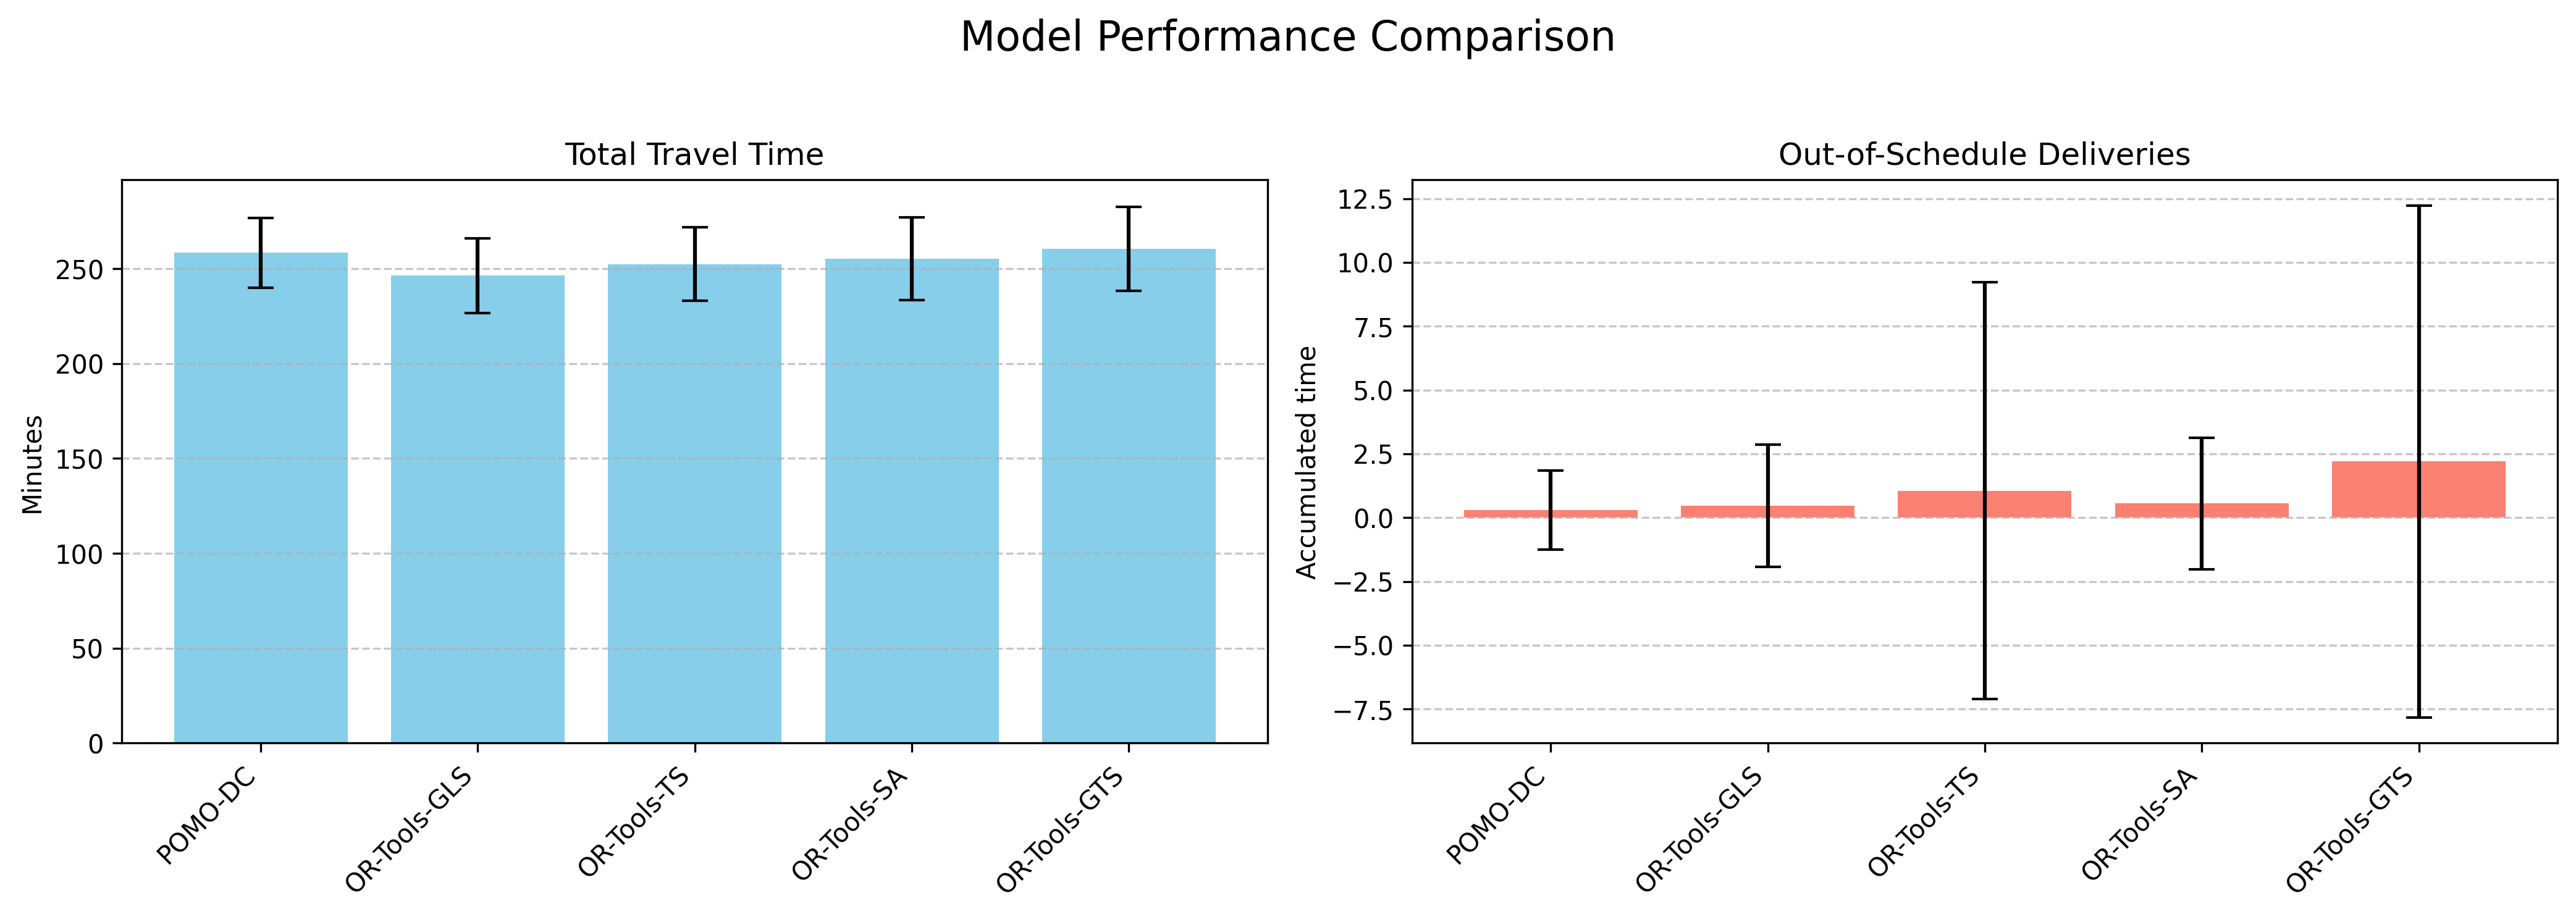 Model Performance Comparison
Total Travel Time
Minutes
250
200
150
100
50
0
POMO-DC
OR-Tools-GLS
OR-Tools-TS
OR-Tools-SA
OR-Tools-GTS
Out-of-Schedule Deliveries
Accumulated time
12.5
10.0
7.5
5.0
2.5
0.0
−2.5
−5.0
−7.5
POMO-DC
OR-Tools-GLS
OR-Tools-TS
OR-Tools-SA
OR-Tools-GTS